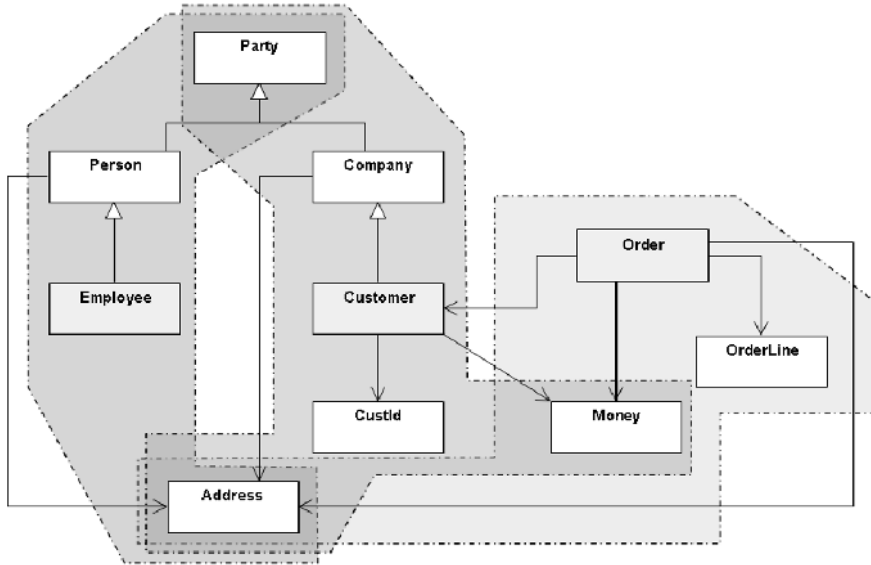 Party
Person
Company
Order
Employee
Customer
OrderLine
CustId
Money
Address